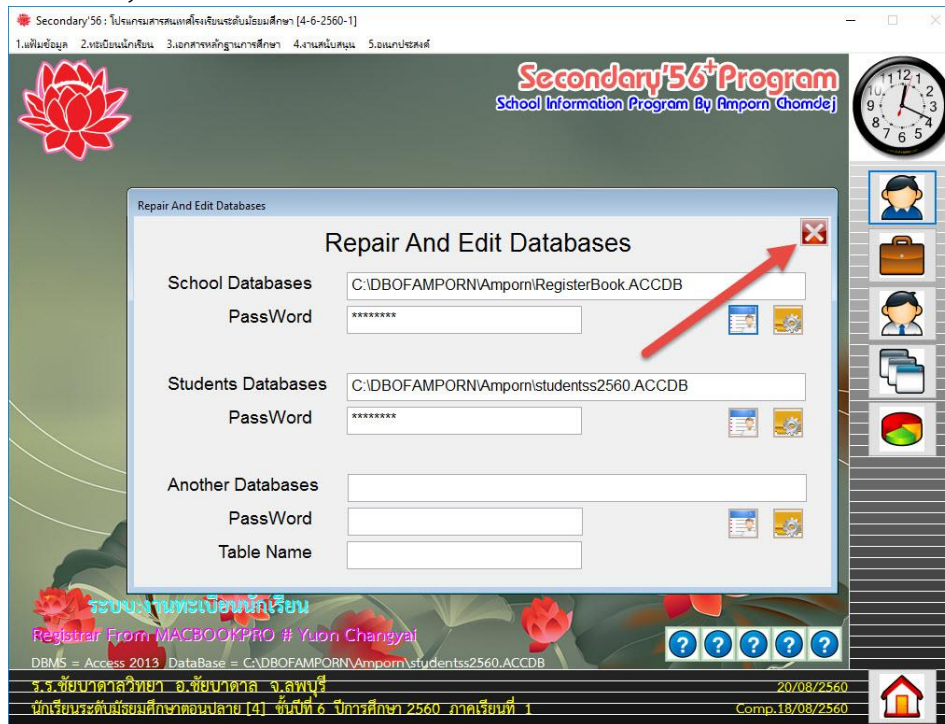 Secondary'56 : โปรแกรมสารสนเทศโรงเรียนระดับมัธยมศึกษา [4-6-2560-1]
1.แฟ้มข้อมูล 2.ทะเบียนนักเรียน 3.เอกสารหลักฐานการศึกษา 4.งานสนับสนุน 5.อเนกประสงค์
Secondary'56+Program
School Information Program By Amporn Chomdej
12 1 2 3 4 5 6 7 8 9 10 11
Repair And Edit Databases
Repair And Edit Databases
School Databases C:\DBOFAMPORN\Amporn\RegisterBook.ACCDB
PassWord ********
Students Databases C:\DBOFAMPORN\Amporn\studentss2560.ACCDB
PassWord ********
Another Databases
PassWord
Table Name
ระบบ:งานทะเบียนนักเรียน
Registrar From MACBOOKPRO # Yuon Changyai
? ? ? ? ?
DBMS = Access 2013 DataBase = C:\DBOFAMPORN\Amporn\studentss2560.ACCDB
ร.ร.ชัยบาดาลวิทยา อ.ชัยบาดาล จ.ลพบุรี 20/08/2560
นักเรียนระดับมัธยมศึกษาตอนปลาย [4] ชั้นปีที่ 6 ปีการศึกษา 2560 ภาคเรียนที่ 1 Comp.18/08/2560